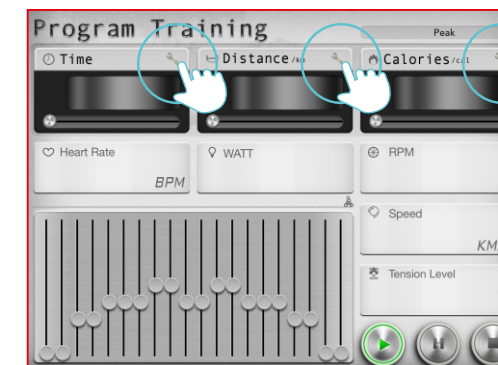 Program Training
Peak
Time
Distance /km
Calories /cal
Heart Rate
BPM
WATT
RPM
Speed
KM
Tension Level